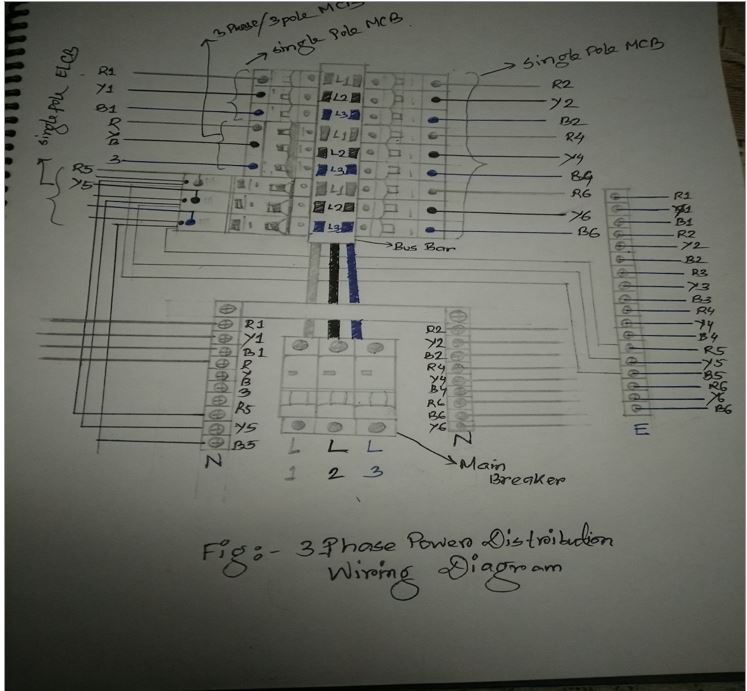 3 Phase/3 pole MCB
single Pole MCB
single Pole MCB
single pole ELCB
R1
Y1
B1
R
Y
B
3
R5
Y5
L1
L2
L3
L1
L2
L3
L1
L2
L3
R2
Y2
B2
R4
Y4
B4
R6
Y6
B6
Bus Bar
R1
Y1
B1
R
Y
B
3
R5
Y5
B5
N
R2
Y2
B2
R4
Y4
B4
R6
B6
Y6
N
R1
Y1
B1
R2
Y2
B2
R3
Y3
B3
R4
Y4
B4
R5
Y5
B5
R6
Y6
B6
E
L L L
1 2 3
Main
Breaker
Fig:- 3 Phase Power Distribution
Wiring Diagram